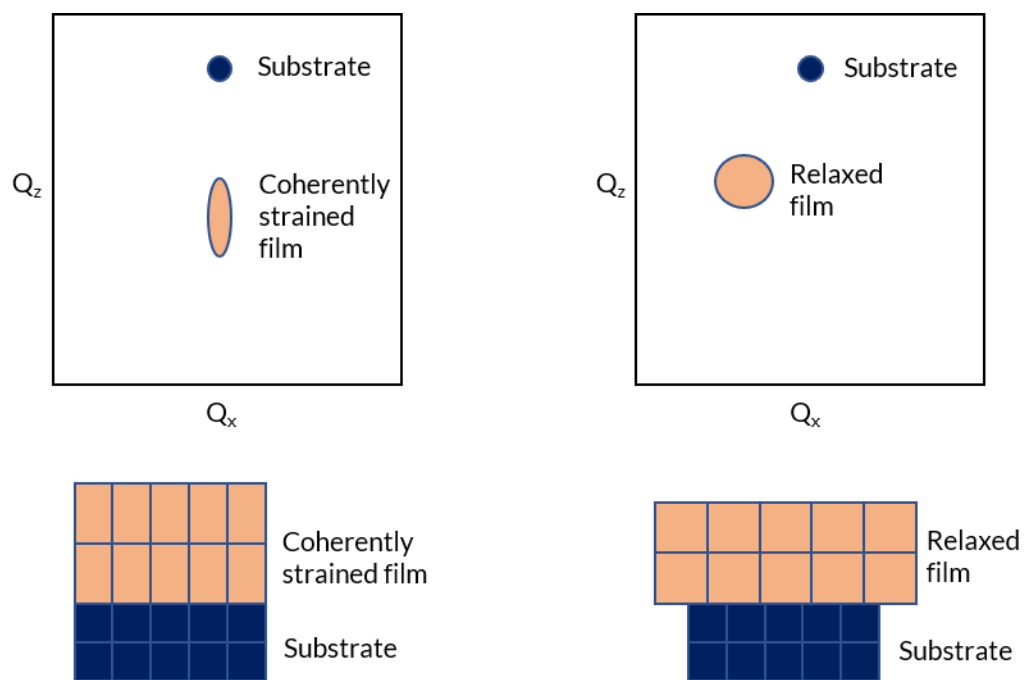 Substrate
Coherently
strained
film
Qz
Qx
Substrate
Relaxed
film
Qz
Qx
Coherently
strained film
Substrate
Relaxed
film
Substrate